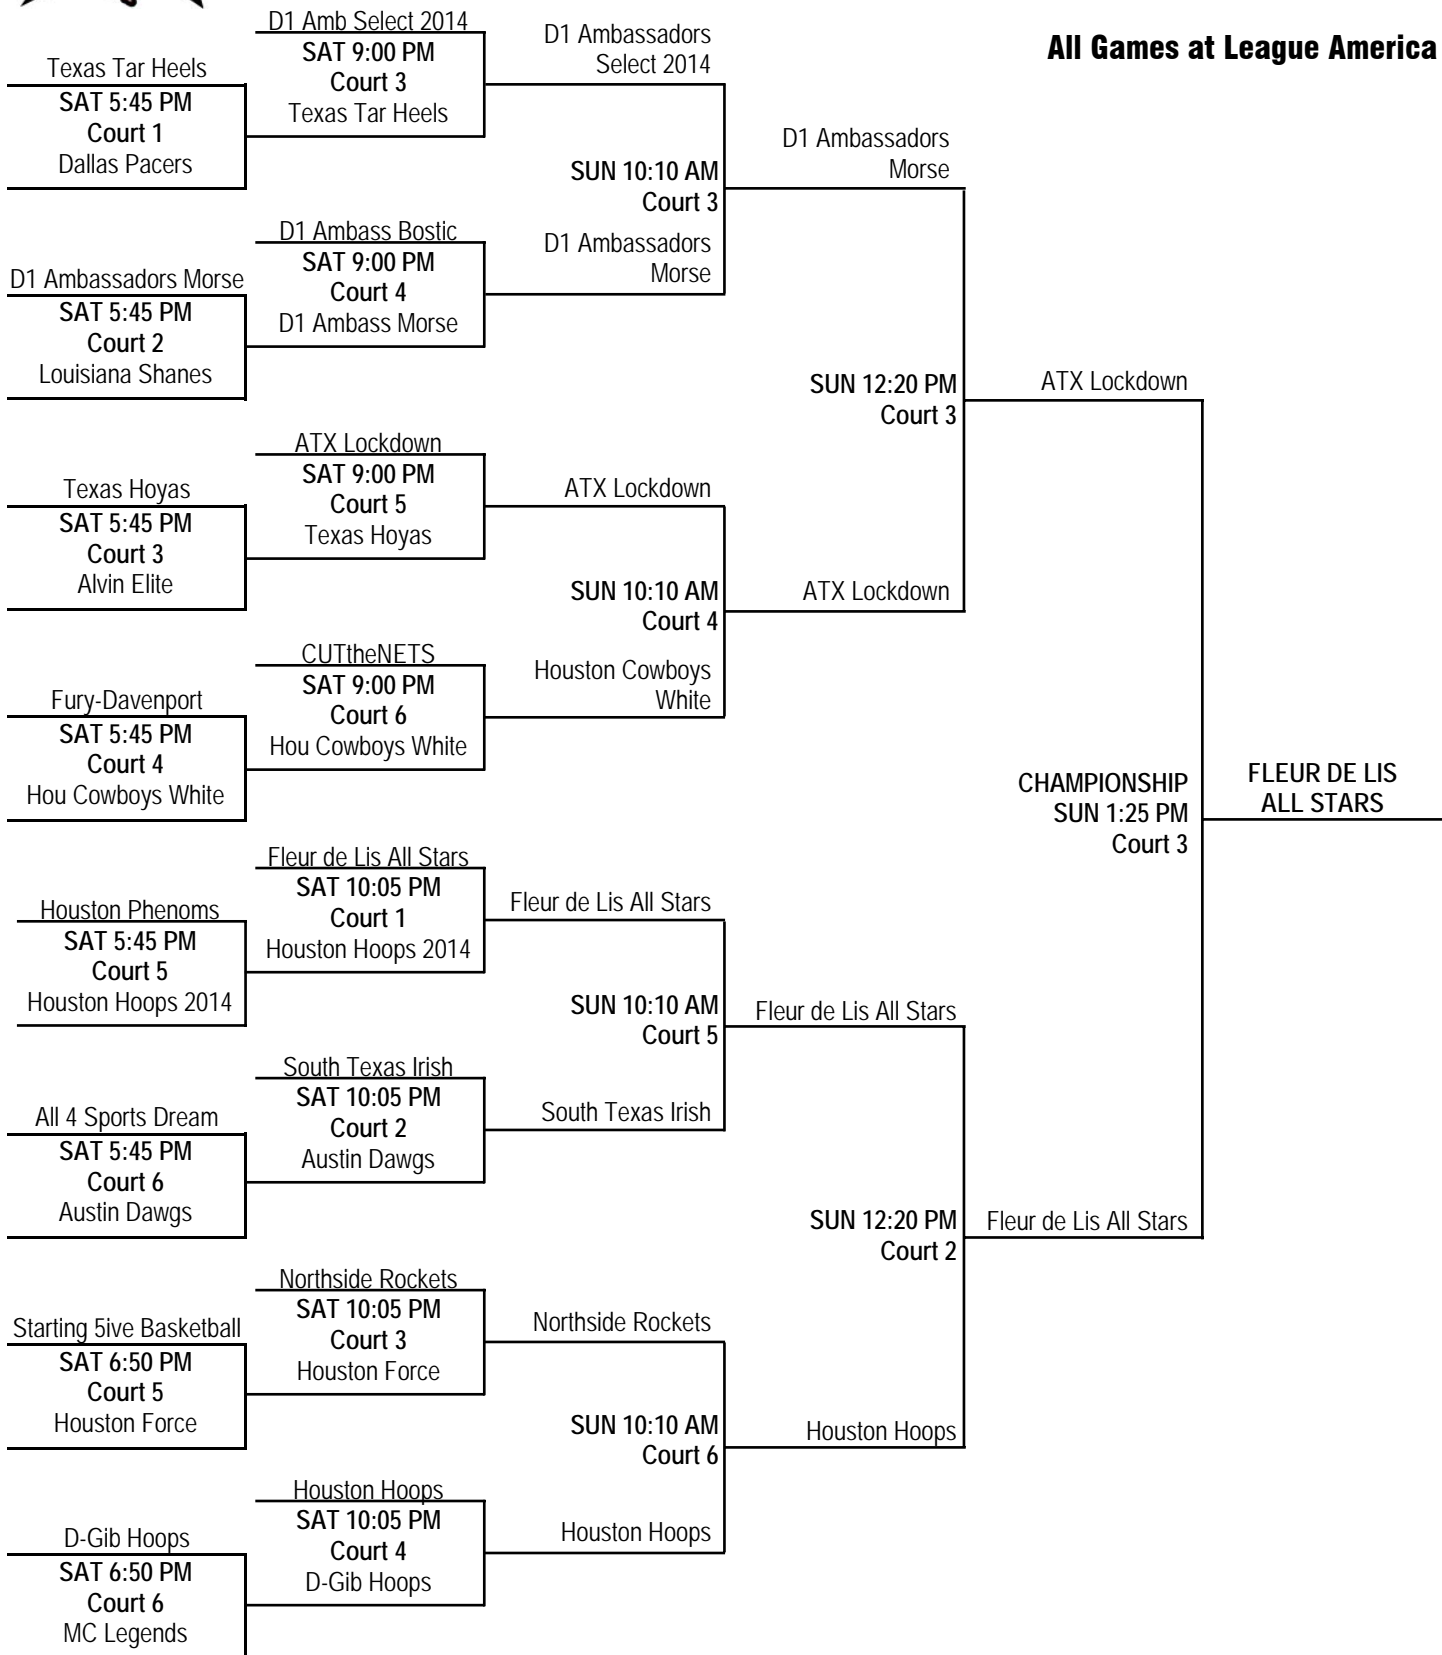 All Games at League America
Texas Tar Heels
SAT 5:45 PM
Court 1
Dallas Pacers
D1 Ambassadors Morse
SAT 5:45 PM
Court 2
Louisiana Shanes
Texas Hoyas
SAT 5:45 PM
Court 3
Alvin Elite
Fury-Davenport
SAT 5:45 PM
Court 4
Hou Cowboys White
Houston Phenoms
SAT 5:45 PM
Court 5
Houston Hoops 2014
All 4 Sports Dream
SAT 5:45 PM
Court 6
Austin Dawgs
Starting 5ive Basketball
SAT 6:50 PM
Court 5
Houston Force
D-Gib Hoops
SAT 6:50 PM
Court 6
MC Legends
D1 Amb Select 2014
SAT 9:00 PM
Court 3
Texas Tar Heels
D1 Ambass Bostic
SAT 9:00 PM
Court 4
D1 Ambass Morse
ATX Lockdown
SAT 9:00 PM
Court 5
Texas Hoyas
CUTtheNETS
SAT 9:00 PM
Court 6
Hou Cowboys White
Fleur de Lis All Stars
SAT 10:05 PM
Court 1
Houston Hoops 2014
South Texas Irish
SAT 10:05 PM
Court 2
Austin Dawgs
Northside Rockets
SAT 10:05 PM
Court 3
Houston Force
Houston Hoops
SAT 10:05 PM
Court 4
D-Gib Hoops
D1 Ambassadors
Select 2014
SUN 10:10 AM
Court 3
D1 Ambassadors
Morse
ATX Lockdown
SUN 10:10 AM
Court 4
Houston Cowboys
White
Fleur de Lis All Stars
SUN 10:10 AM
Court 5
South Texas Irish
Northside Rockets
SUN 10:10 AM
Court 6
Houston Hoops
D1 Ambassadors
Morse
SUN 12:20 PM
Court 3
ATX Lockdown
Fleur de Lis All Stars
SUN 12:20 PM
Court 2
Houston Hoops
ATX Lockdown
CHAMPIONSHIP
SUN 1:25 PM
Court 3
Fleur de Lis All Stars
FLEUR DE LIS
ALL STARS